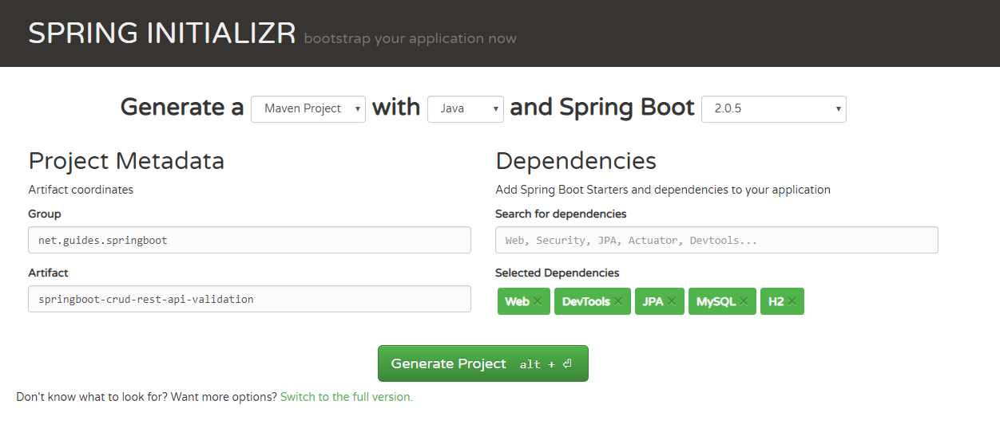 SPRING INITIALIZR bootstrap your application now
Generate a Maven Project with Java and Spring Boot 2.0.5
Project Metadata
Artifact coordinates
Group
net.guides.springboot
Artifact
springboot-crud-rest-api-validation
Dependencies
Add Spring Boot Starters and dependencies to your application
Search for dependencies
Web, Security, JPA, Actuator, Devtools...
Selected Dependencies
Web × DevTools × JPA × MySQL × H2 ×
Generate Project alt + ⏎
Don't know what to look for? Want more options? Switch to the full version.